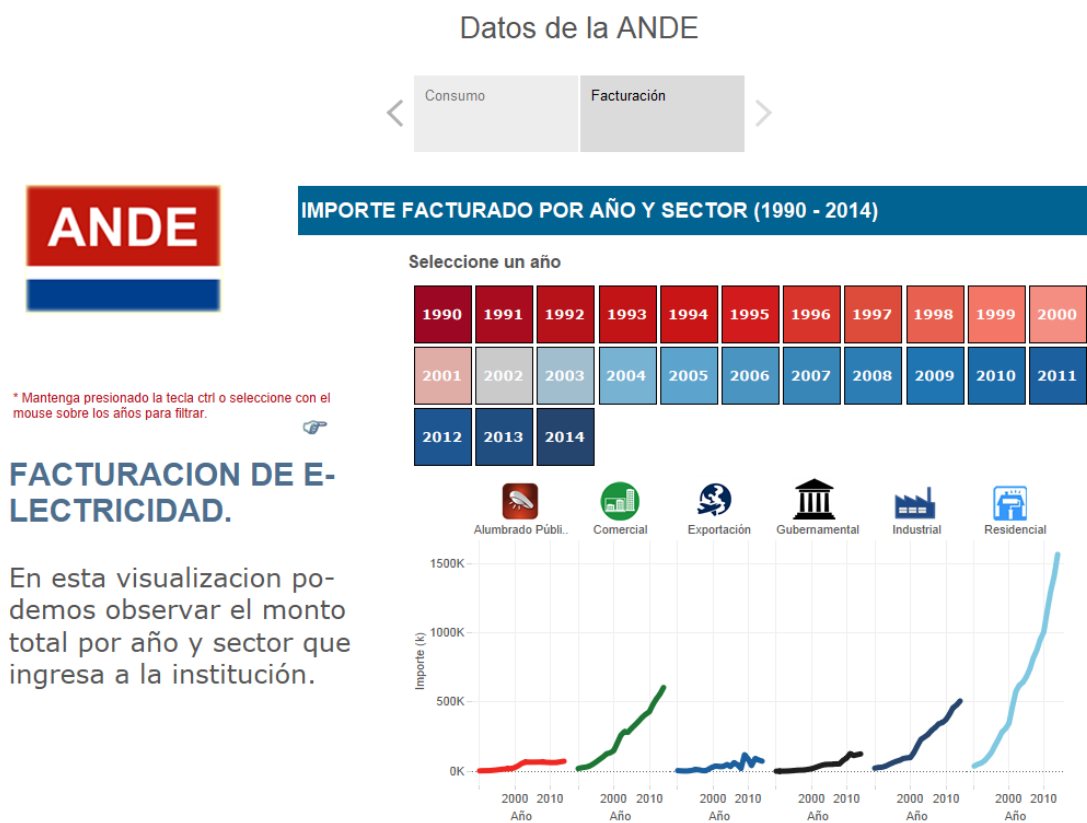 Datos de la ANDE
Consumo
Facturación
ANDE
IMPORTE FACTURADO POR AÑO Y SECTOR (1990 - 2014)
Seleccione un año
1990 1991 1992 1993 1994 1995 1996 1997 1998 1999 2000
2001 2002 2003 2004 2005 2006 2007 2008 2009 2010 2011
2012 2013 2014
* Mantenga presionado la tecla ctrl o seleccione con el
mouse sobre los años para filtrar.
FACTURACION DE E-
LECTRICIDAD.
En esta visualizacion po-
demos observar el monto
total por año y sector que
ingresa a la institución.
Alumbrado Públi.. Comercial Exportación Gubernamental Industrial Residencial
Importe (k)
1500K
1000K
500K
0K
2000 2010 2000 2010 2000 2010 2000 2010 2000 2010 2000 2010
Año Año Año Año Año Año